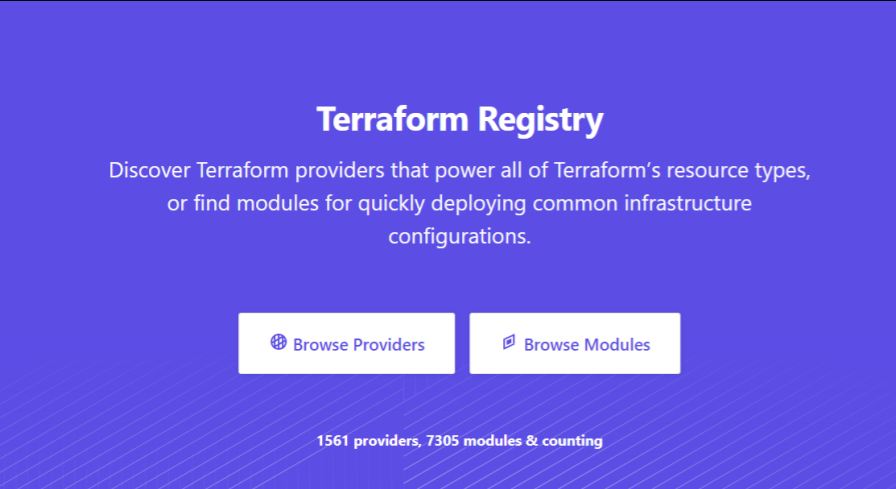 Terraform Registry
Discover Terraform providers that power all of Terraform’s resource types,
or find modules for quickly deploying common infrastructure
configurations.
Browse Providers
Browse Modules
1561 providers, 7305 modules & counting